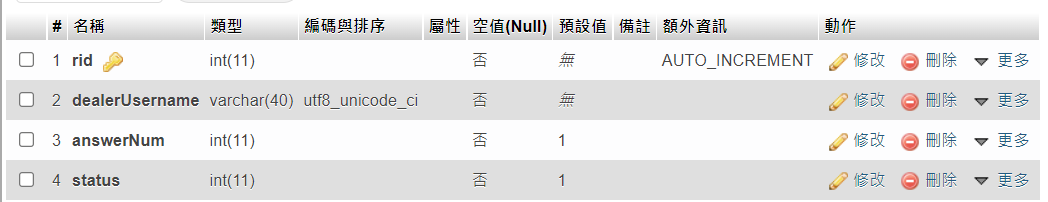 # 名稱 類型 編碼與排序 屬性 空值(Null) 預設值 備註 額外資訊 動作
1 rid int(11) 否 無 AUTO_INCREMENT 修改 刪除 更多
2 dealerUsername varchar(40) utf8_unicode_ci 否 無 修改 刪除 更多
3 answerNum int(11) 否 1 修改 刪除 更多
4 status int(11) 否 1 修改 刪除 更多